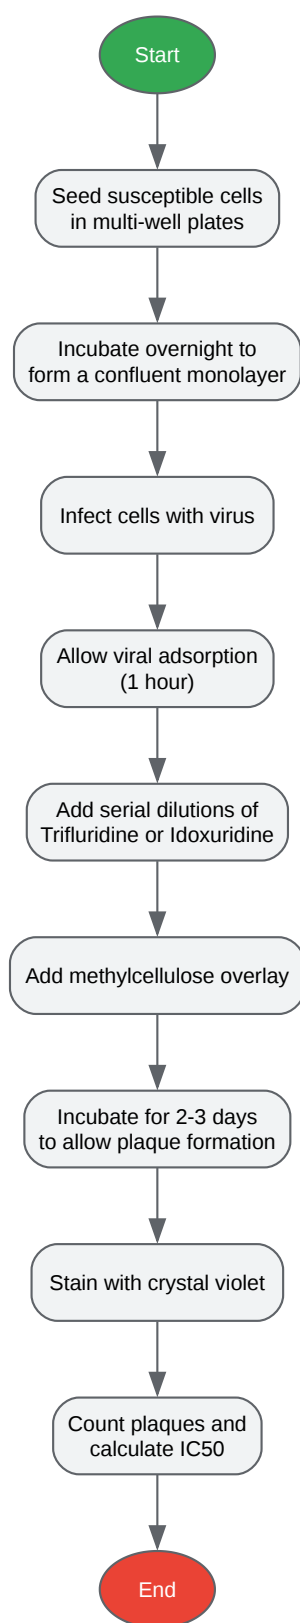 Start
Seed susceptible cells
in multi-well plates
Incubate overnight to
form a confluent monolayer
Infect cells with virus
Allow viral adsorption
(1 hour)
Add serial dilutions of
Trifluridine or Idoxuridine
Add methylcellulose overlay
Incubate for 2-3 days
to allow plaque formation
Stain with crystal violet
Count plaques and
calculate IC50
End